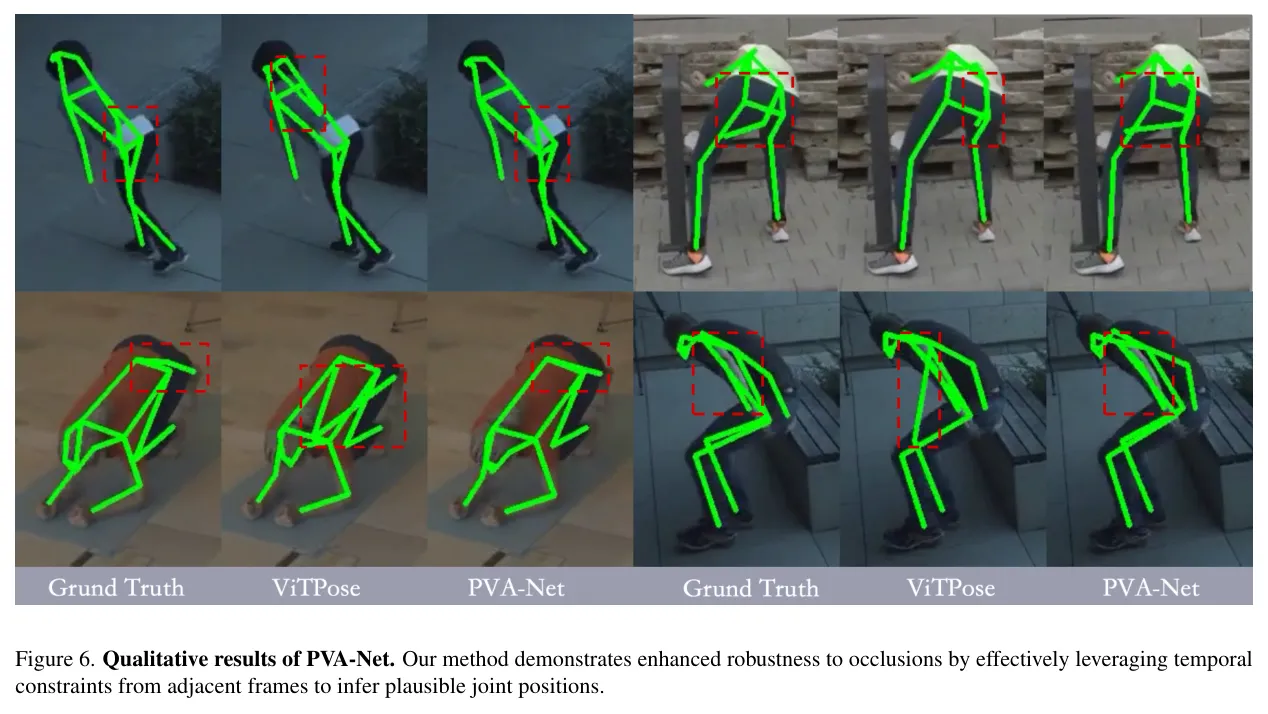 Grund Truth ViTPose PVA-Net Grund Truth ViTPose PVA-Net
Figure 6. Qualitative results of PVA-Net. Our method demonstrates enhanced robustness to occlusions by effectively leveraging temporal
constraints from adjacent frames to infer plausible joint positions.